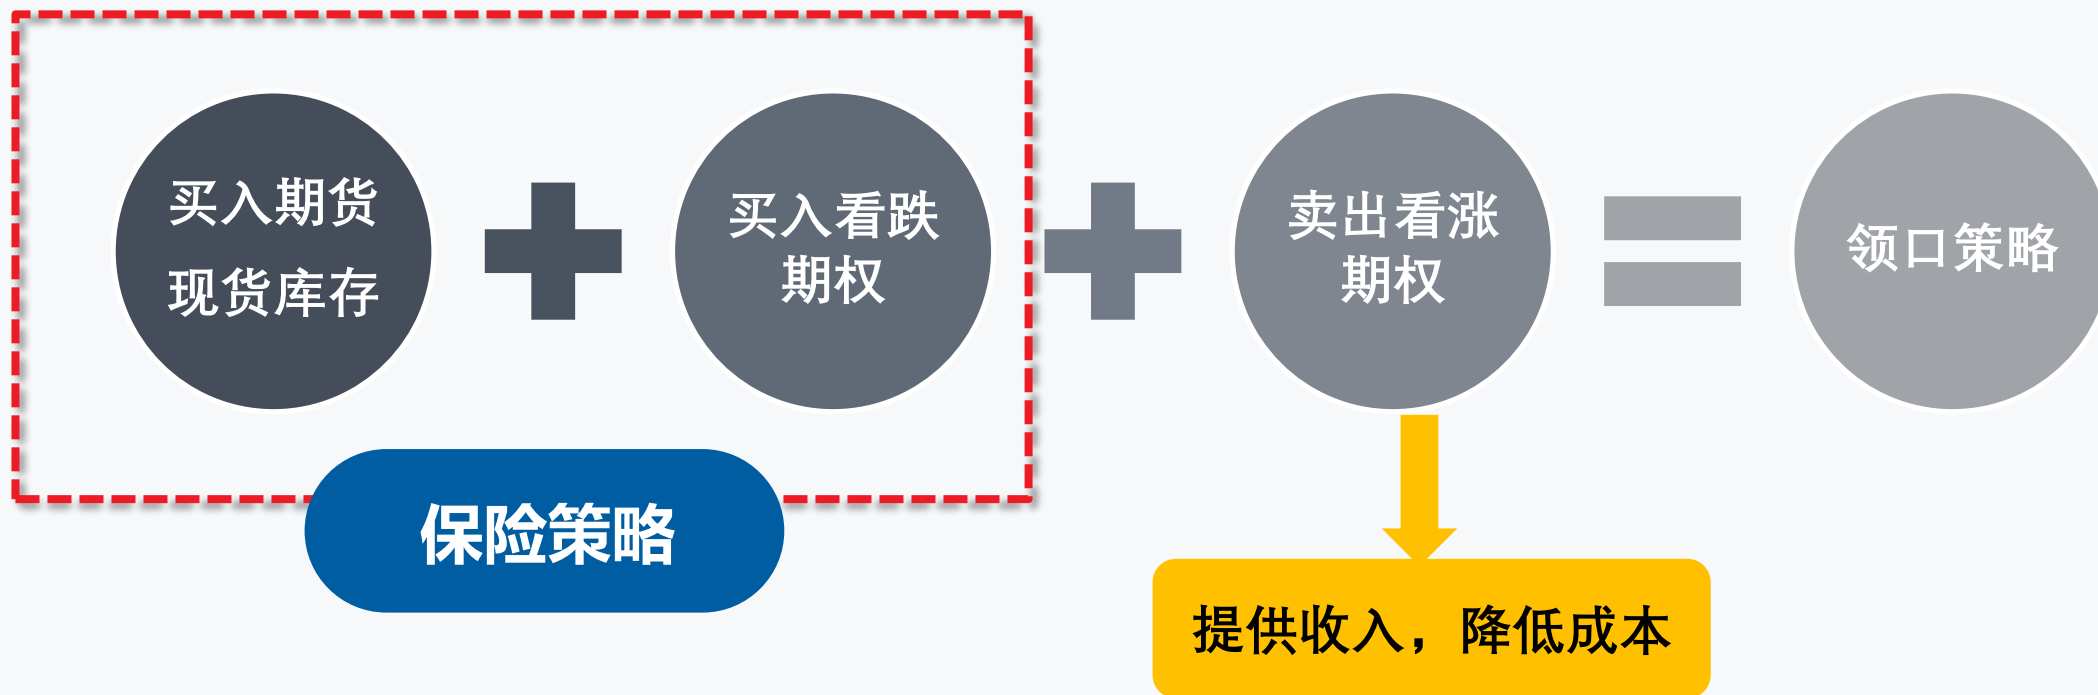 买入期货
现货库存
买入看跌
期权
卖出看涨
期权
领口策略
保险策略
提供收入，降低成本